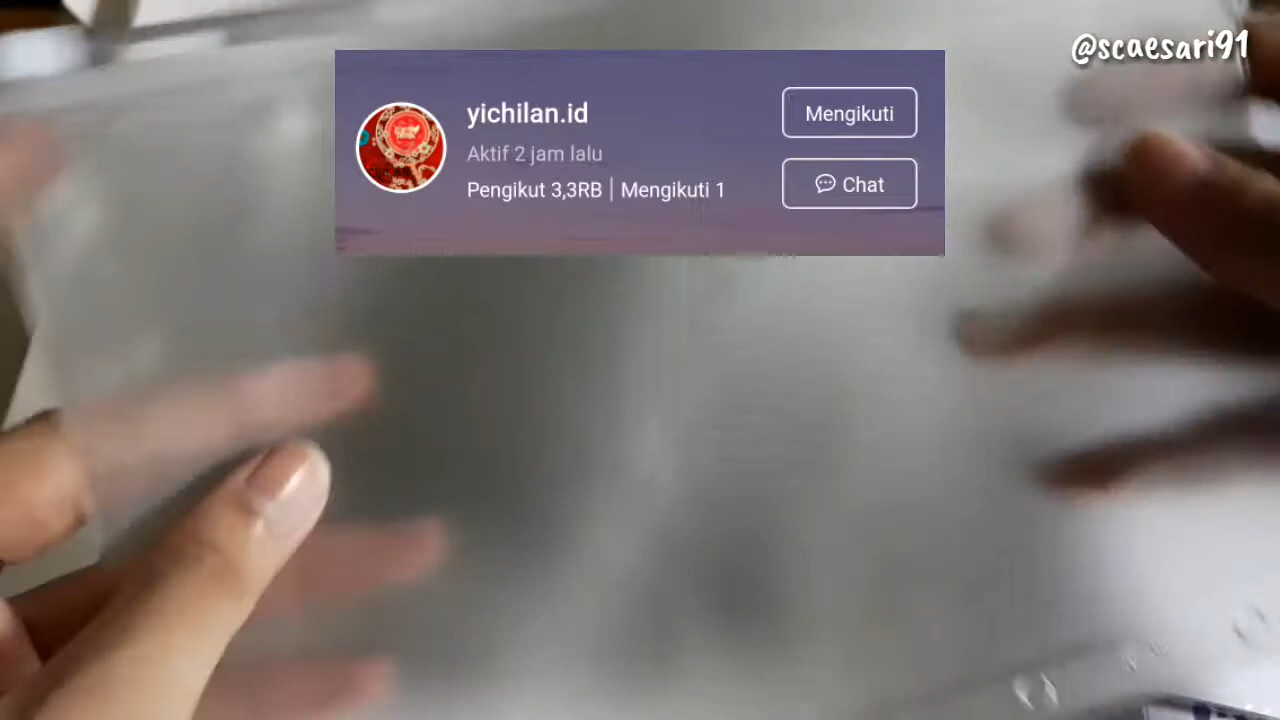 @scaesari91
yichilan.id
Mengikuti
Aktif 2 jam lalu
Pengikut 3,3RB | Mengikuti 1
Chat